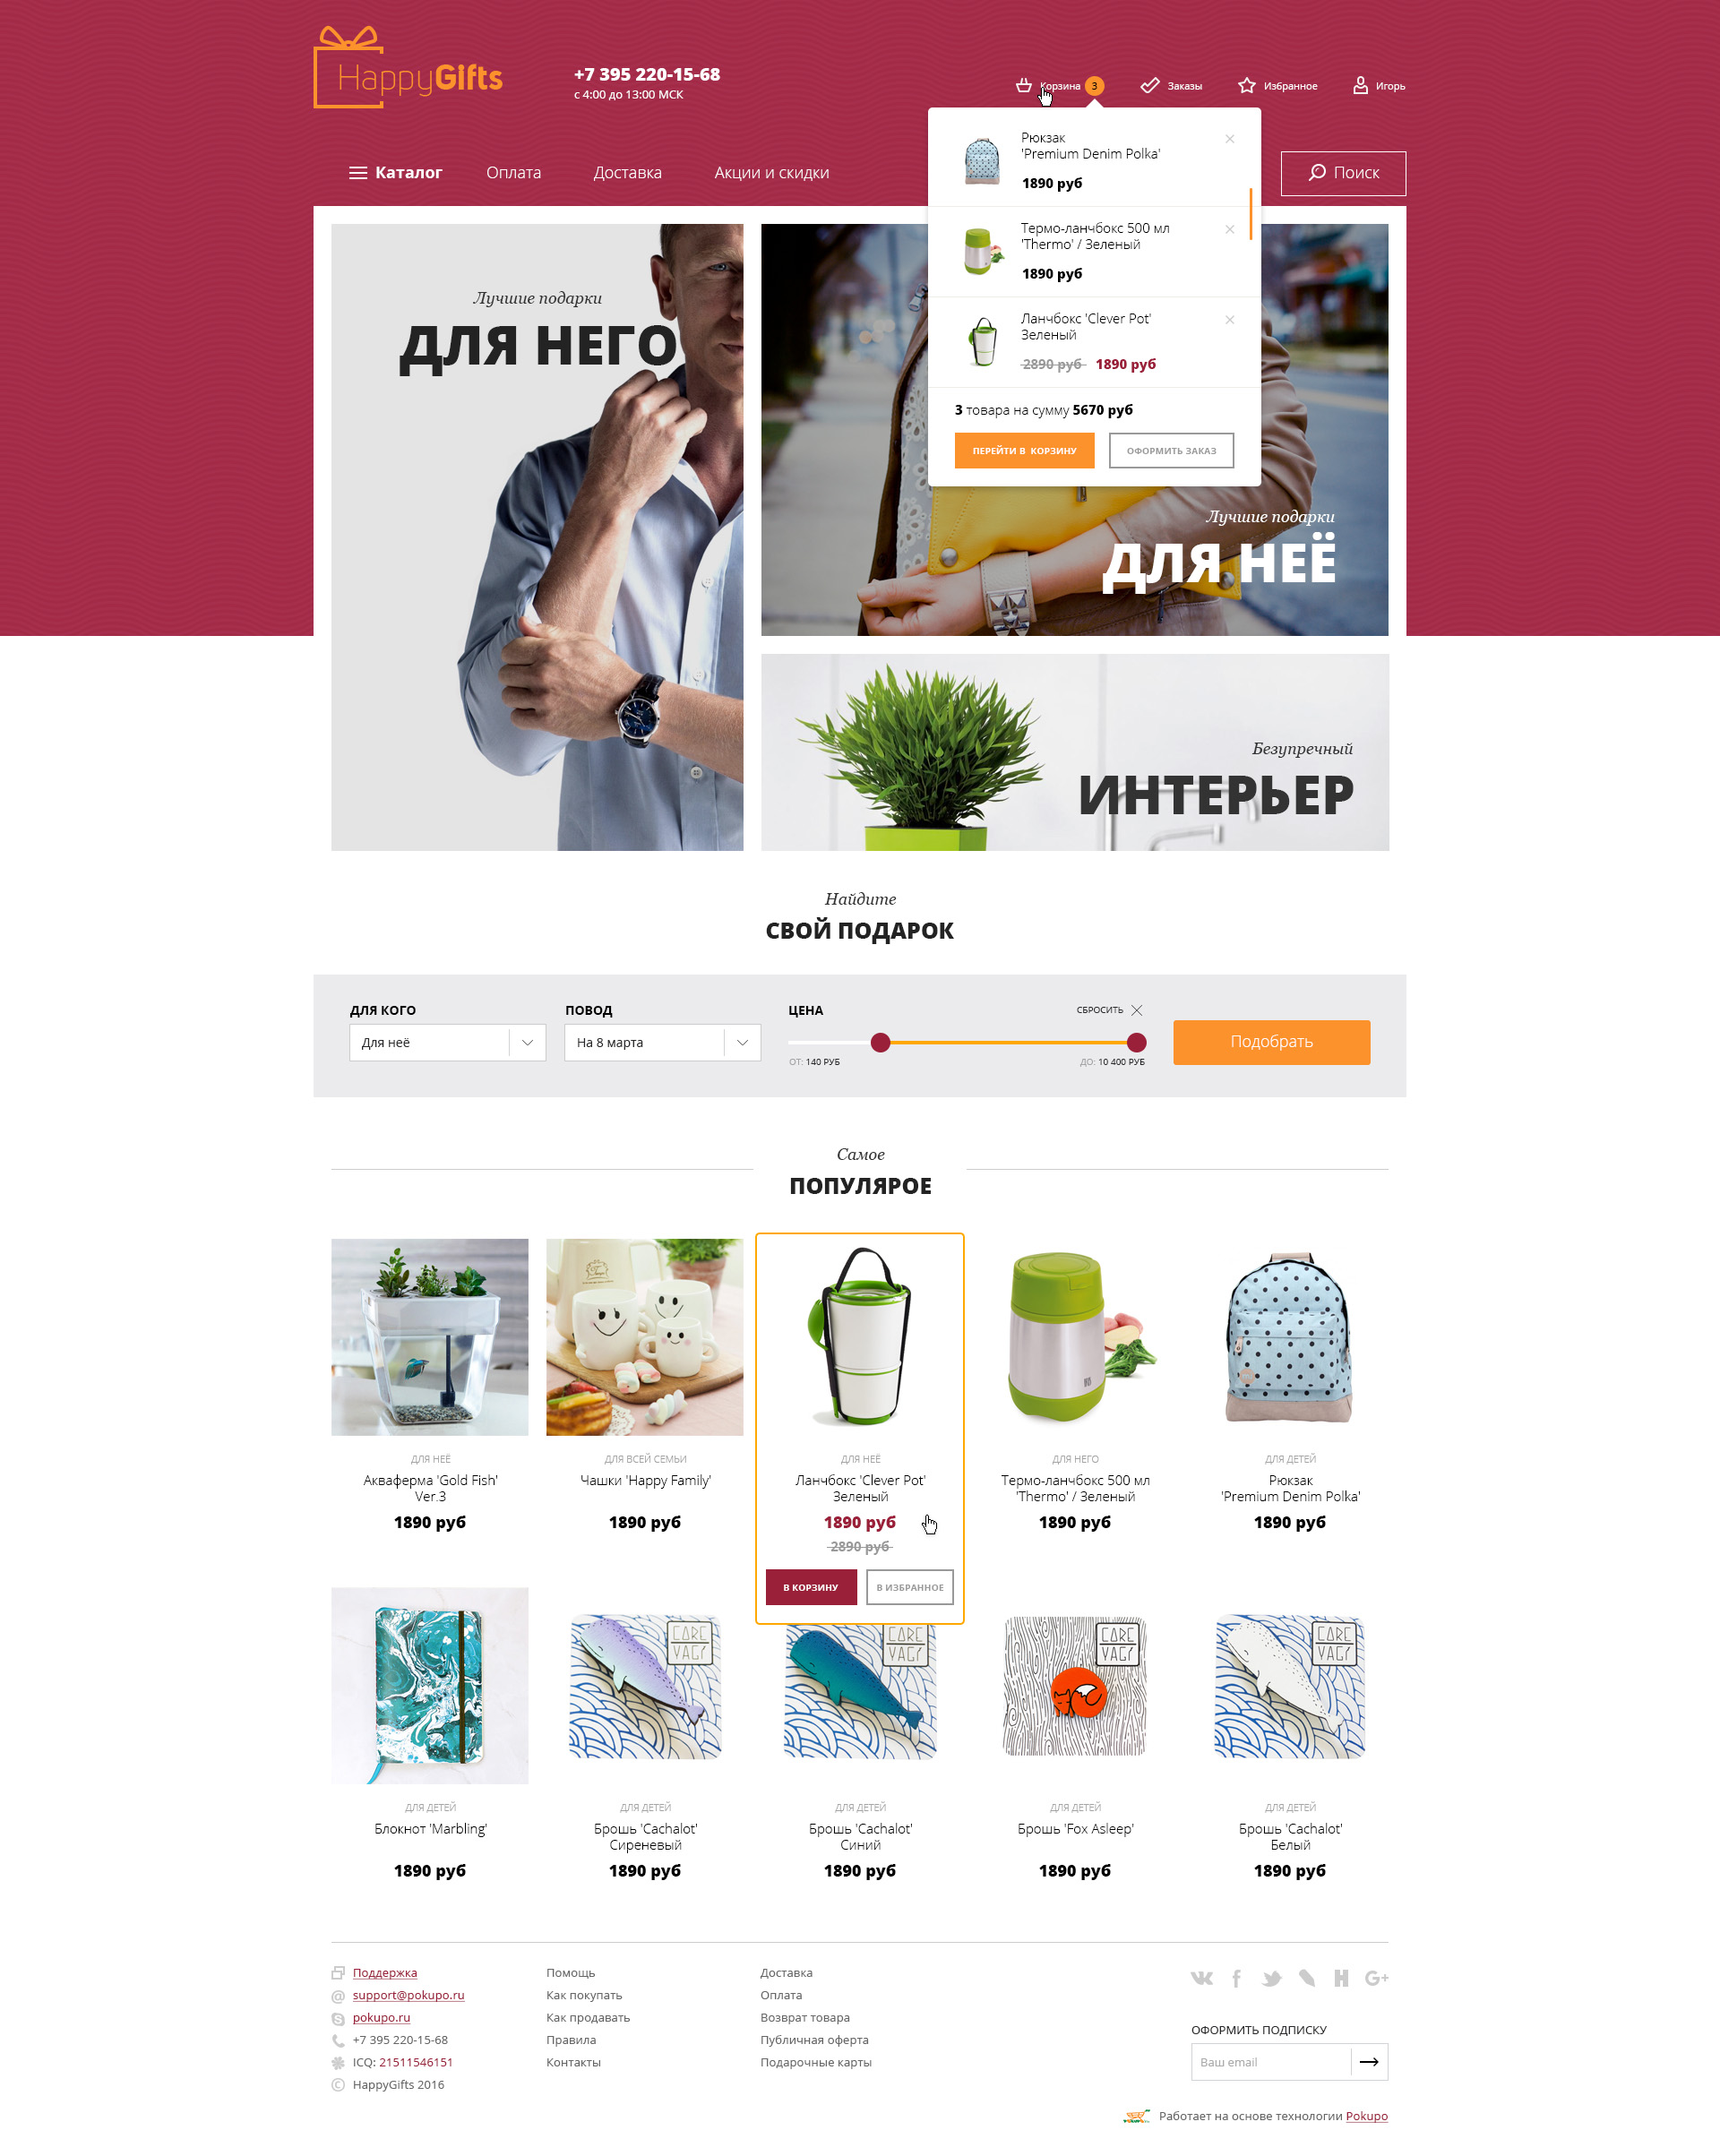 HappyGifts
+7 395 220-15-68
с 4:00 до 13:00 МСК
Корзина 3
Заказы
Избранное
Игорь
Каталог
Оплата
Доставка
Акции и скидки
Поиск
Рюкзак
'Premium Denim Polka'
1890 руб
Термо-ланчбокс 500 мл
'Thermo' / Зеленый
1890 руб
Ланчбокс 'Clever Pot'
Зеленый
2890 руб 1890 руб
3 товара на сумму 5670 руб
ПЕРЕЙТИ В КОРЗИНУ
ОФОРМИТЬ ЗАКАЗ
Лучшие подарки
ДЛЯ НЕГО
Лучшие подарки
ДЛЯ НЕЁ
Безупречный
ИНТЕРЬЕР
Найдите
СВОЙ ПОДАРОК
ДЛЯ КОГО
Для неё
ПОВОД
На 8 марта
ЦЕНА
СБРОСИТЬ
ОТ: 140 РУБ
ДО: 10 400 РУБ
Подобрать
Самое
ПОПУЛЯРОЕ
ДЛЯ НЕЁ
Акваферма 'Gold Fish'
Ver.3
1890 руб
ДЛЯ ВСЕЙ СЕМЬИ
Чашки 'Happy Family'
1890 руб
ДЛЯ НЕЁ
Ланчбокс 'Clever Pot'
Зеленый
1890 руб
2890 руб
В КОРЗИНУ
В ИЗБРАННОЕ
ДЛЯ НЕГО
Термо-ланчбокс 500 мл
'Thermo' / Зеленый
1890 руб
ДЛЯ ДЕТЕЙ
Рюкзак
'Premium Denim Polka'
1890 руб
ДЛЯ ДЕТЕЙ
Блокнот 'Marbling'
1890 руб
CARE
VAGY
ДЛЯ ДЕТЕЙ
Брошь 'Cachalot'
Сиреневый
1890 руб
CARE
VAGY
ДЛЯ ДЕТЕЙ
Брошь 'Cachalot'
Синий
1890 руб
CARE
VAGY
ДЛЯ ДЕТЕЙ
Брошь 'Fox Asleep'
1890 руб
CARE
VAGY
ДЛЯ ДЕТЕЙ
Брошь 'Cachalot'
Белый
1890 руб
Поддержка
support@pokupo.ru
pokupo.ru
+7 395 220-15-68
ICQ: 21511546151
HappyGifts 2016
Помощь
Как покупать
Как продавать
Правила
Контакты
Доставка
Оплата
Возврат товара
Публичная оферта
Подарочные карты
ОФОРМИТЬ ПОДПИСКУ
Ваш email
Работает на основе технологии Pokupo